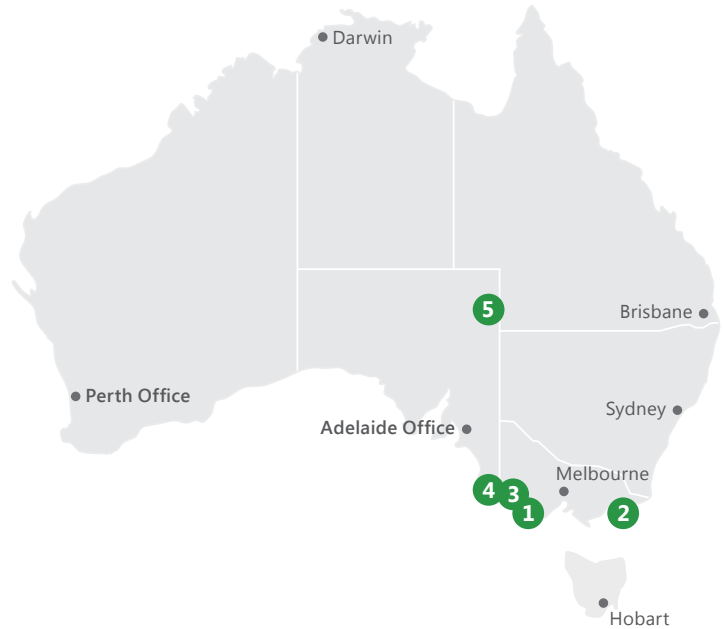 Darwin
5
Brisbane
Perth Office
Sydney
Adelaide Office
Melbourne
4
3
1
2
Hobart